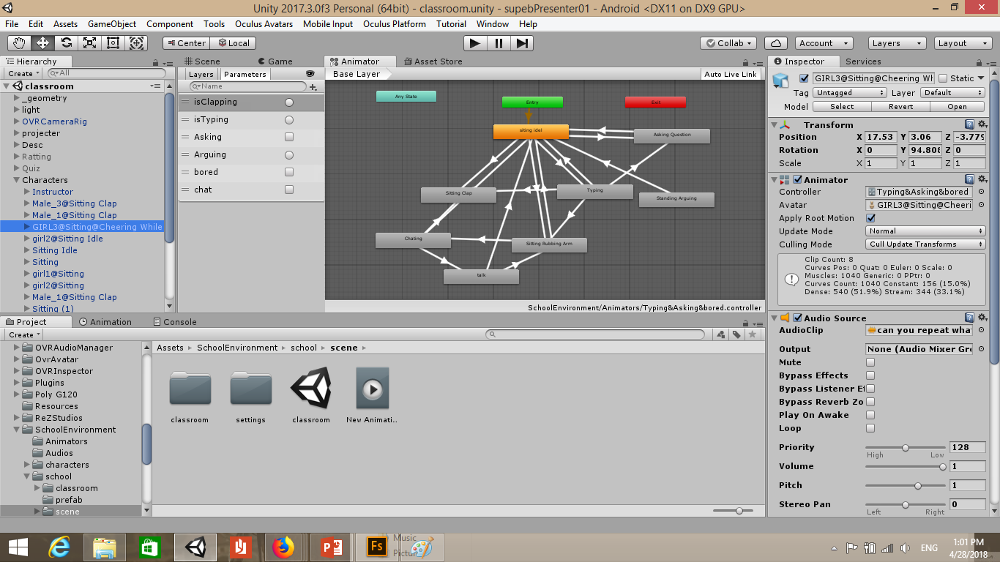 Unity 2017.3.0f3 Personal (64bit) - classroom.unity - supebPresenter01 - Android <DX11 on DX9 GPU>
File Edit Assets GameObject Component Tools Oculus Avatars Mobile Input Oculus Platform Tutorial Window Help
Center Local Collab Account Layers Layout
Hierarchy
Create All
classroom
_geometry
light
OVRCameraRig
projecter
Desc
Ratting
Quiz
Characters
Instructor
Male_3@Sitting Clap
Male_1@Sitting Clap
GIRL3@Sitting@Cheering While
girl2@Sitting Idle
Sitting Idle
Sitting
girl1@Sitting
girl2@Sitting
Male_1@Sitting Clap
Sitting (1)
Scene Game
Layers Parameters
Name
isClapping
isTyping
Asking
Arguing
bored
chat
Animator Asset Store
Base Layer Auto Live Link
Any State
Entry
Exit
siting idel
Asking Question
Sitting Clap
Typing
Standing Arguing
Chating
Sitting Rubbing Arm
talk
SchoolEnvironment/Animators/Typing&Asking&bored.controller
Inspector Services
GIRL3@Sitting@Cheering Wh Static
Tag Untagged Layer Default
Model Select Revert Open
Transform
Position X 17.53 Y 3.06 Z -3.779
Rotation X 0 Y 94.808 Z 0
Scale X 1 Y 1 Z 1
Animator
Controller Typing&Asking&bored
Avatar GIRL3@Sitting@Cheeri
Apply Root Motion
Update Mode Normal
Culling Mode Cull Update Transforms
Clip Count: 8
Curves Pos: 0 Quat: 0 Euler: 0 Scale: 0
Muscles: 1040 Generic: 0 PPtr: 0
Curves Count: 1040 Constant: 156 (15.0%)
Dense: 540 (51.9%) Stream: 344 (33.1%)
Audio Source
AudioClip can you repeat wha
Output None (Audio Mixer Gr
Mute
Bypass Effects
Bypass Listener Ef
Bypass Reverb Zo
Play On Awake
Loop
Priority 128
High Low
Volume 1
Pitch 1
Stereo Pan 0
Left Right
Project Animation Console
Create
OVRAudioManager
OvrAvatar
OVRInspector
Plugins
Poly G120
Resources
ReZStudios
SchoolEnvironment
Animators
Audios
characters
school
classroom
prefab
scene
Assets SchoolEnvironment school scene
classroom settings classroom New Animati...
Fs
Music
Pictu
ENG
1:01 PM
4/28/2018